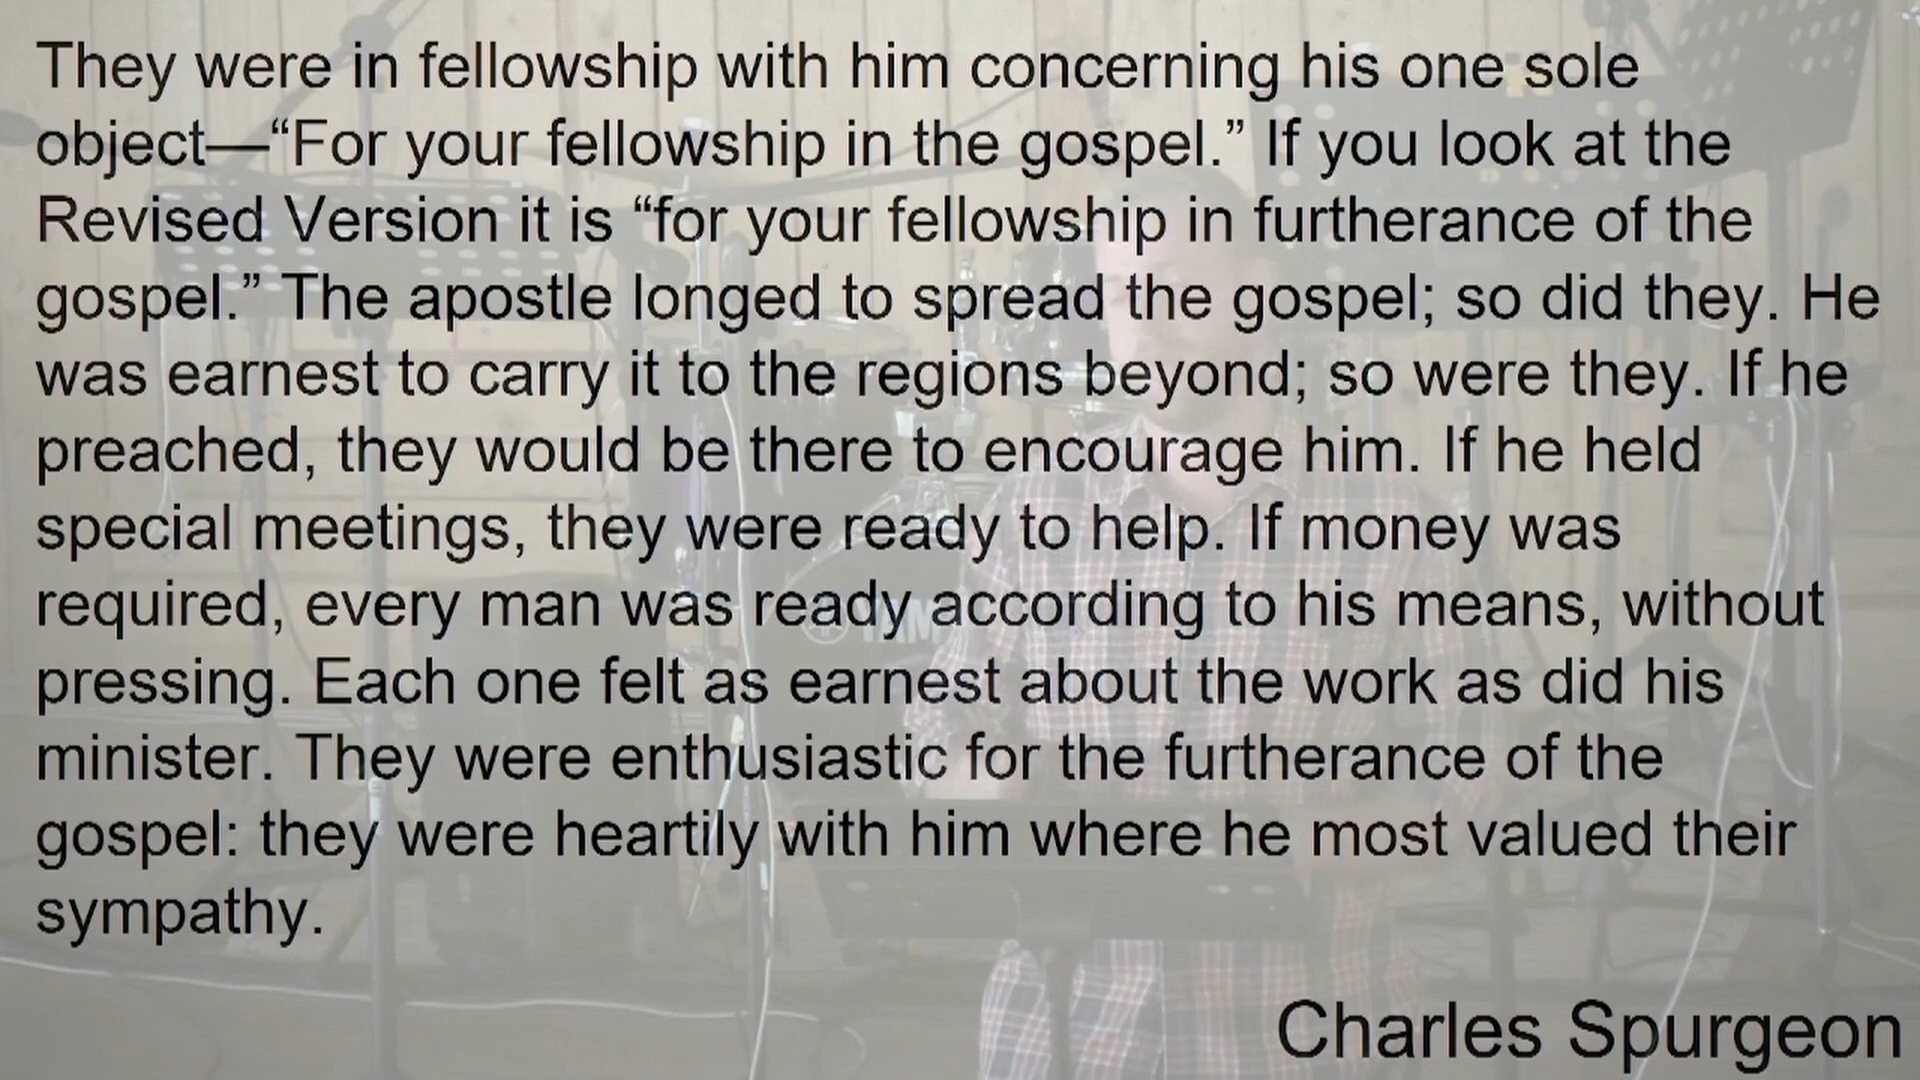 They were in fellowship with him concerning his one sole
object—“For your fellowship in the gospel.” If you look at the
Revised Version it is “for your fellowship in furtherance of the
gospel.” The apostle longed to spread the gospel; so did they. He
was earnest to carry it to the regions beyond; so were they. If he
preached, they would be there to encourage him. If he held
special meetings, they were ready to help. If money was
required, every man was ready according to his means, without
pressing. Each one felt as earnest about the work as did his
minister. They were enthusiastic for the furtherance of the
gospel: they were heartily with him where he most valued their
sympathy.
Charles Spurgeon